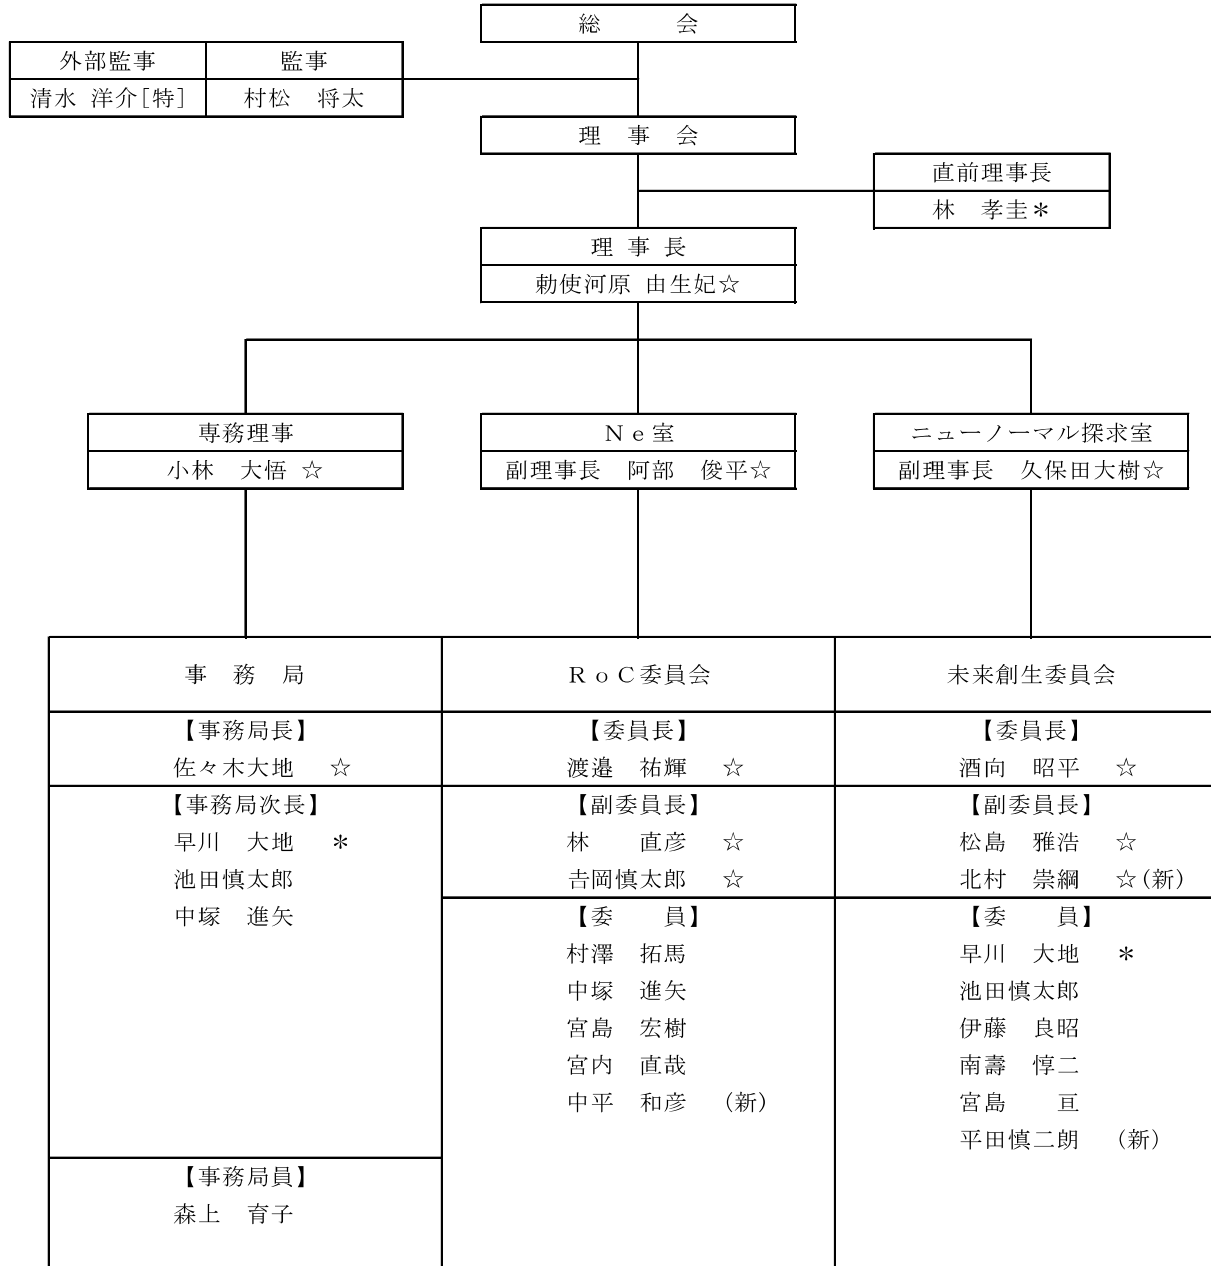 総　　　会
外部監事　監事
清水 洋介[特]　村松　将太
理　事　会
直前理事長
林　孝圭＊
理 事 長
勅使河原 由生妃☆
専務理事　Ｎｅ室　ニューノーマル探求室
小林　大悟 ☆　副理事長　阿部　俊平☆　副理事長　久保田大樹☆
事　務　局　ＲｏＣ委員会　未来創生委員会
【事務局長】　【委員長】　【委員長】
佐々木大地　☆　渡邉　祐輝　☆　酒向　昭平　☆
【事務局次長】　【副委員長】　【副委員長】
早川　大地　＊　林　　直彦　☆　松島　雅浩　☆
池田慎太郎　𠮷岡慎太郎　☆　北村　崇綱　☆(新)
中塚　進矢　【委　　員】　【委　　員】
村澤　拓馬　早川　大地　＊
中塚　進矢　池田慎太郎
宮島　宏樹　伊藤　良昭
宮内　直哉　南壽　惇二
中平　和彦　（新）　宮島　　亘
平田慎二朗　（新）
【事務局員】
森上　育子